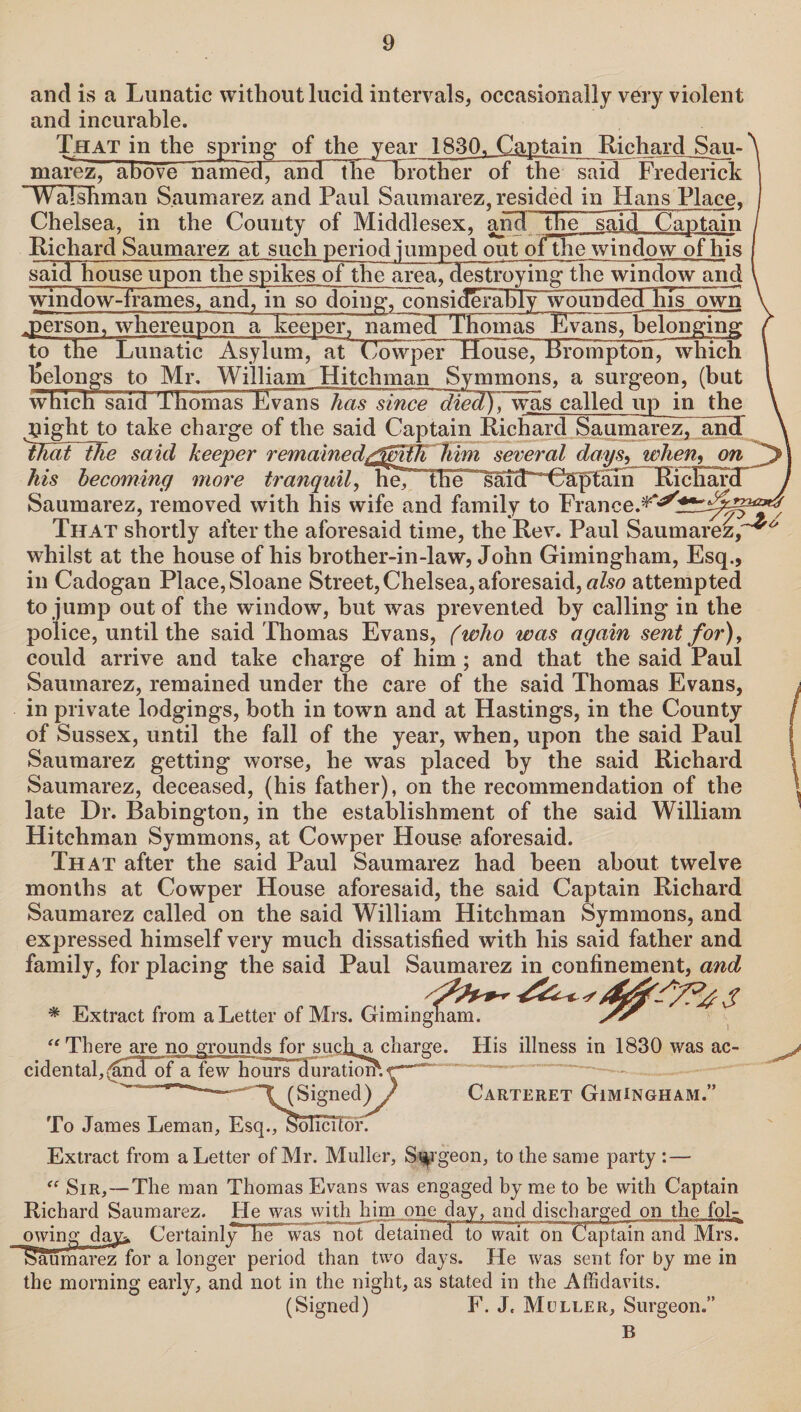 9
and is a Lunatic without lucid intervals, occasionally very violent
and incurable.
THAT in the spring of the year 1830, Captain Richard Sau-
marez, above named, and the brother of the said Frederick
Walshman Saumarez and Paul Saumarez, resided in Hans Place,
Chelsea, in the County of Middlesex, and the said Captain
Richard Saumarez at such period jumped out of the window of his
said house upon the spikes of the area, destroying the window and
window-frames, and, in so doing, considerably wounded his own
person, whereupon a keeper, named Thomas Evans, belonging
to the Lunatic Asylum, at Cowper House, Brompton, which
belongs to Mr. William Hitchman Symmons, a surgeon, (but
which said Thomas Evans has since died), was called up in the
night to take charge of the said Captain Richard Saumarez, and
that the said keeper remained with him several days, when, on
his becoming more tranquil, he, the said Captain Richard
Saumarez, removed with his wife and family to France.*
THAT shortly after the aforesaid time, the Rev. Paul Saumarez,
whilst at the house of his brother-in-law, John Gimingham, Esq.,
in Cadogan Place, Sloane Street, Chelsea, aforesaid, also attempted
to jump out of the window, but was prevented by calling in the
police, until the said Thomas Evans, (who was again sent for),
could arrive and take charge of him ; and that the said Paul
Saumarez, remained under the care of the said Thomas Evans,
in private lodgings, both in town and at Hastings, in the County
of Sussex, until the fall of the year, when, upon the said Paul
Saumarez getting worse, he was placed by the said Richard
Saumarez, deceased, (his father), on the recommendation of the
late Dr. Babington, in the establishment of the said William
Hitchman Symmons, at Cowper House aforesaid.
THAT after the said Paul Saumarez had been about twelve
months at Cowper House aforesaid, the said Captain Richard
Saumarez called on the said William Hitchman Symmons, and
expressed himself very much dissatisfied with his said father and
family, for placing the said Paul Saumarez in confinement, and
* Extract from a Letter of Mrs. Gimingham.
“ There are no grounds for such a charge. His illness in 1830 was ac-
cidental, and of a few hours duration.
(Signed) CARTERET GIMINGHAM.”
To James Leman, Esq., Solicitor.
Extract from a Letter of Mr. Muller, Surgeon, to the same party :—
“ SIR,—The man Thomas Evans was engaged by me to be with Captain
Richard Saumarez. He was with him one day, and discharged on the fol-
owing day. Certainly he was not detained to wait on Captain and Mrs.
Saumarez for a longer period than two days. He was sent for by me in
the morning early, and not in the night, as stated in the Affidavits.
(Signed) F. J. MULLER, Surgeon.”
B